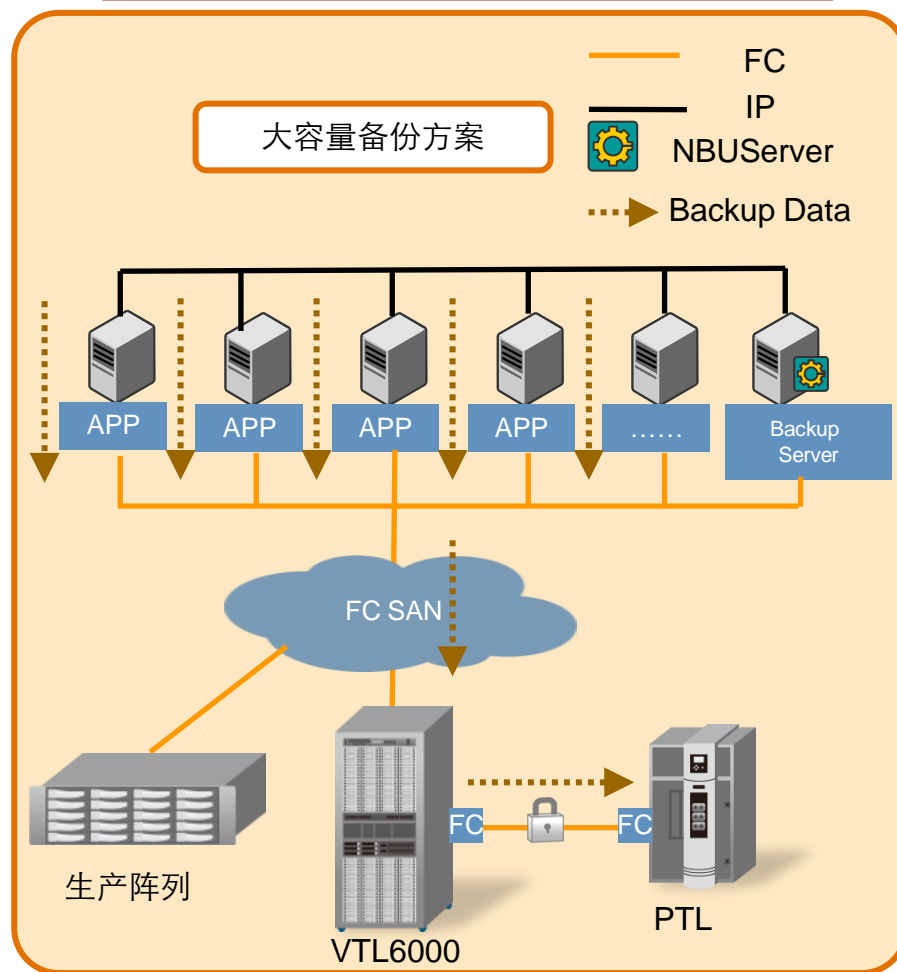 FC
IP
大容量备份方案
NBUServer
Backup Data
APP
APP
APP
APP
……
Backup
Server
FC SAN
FC
FC
生产阵列
VTL6000
PTL